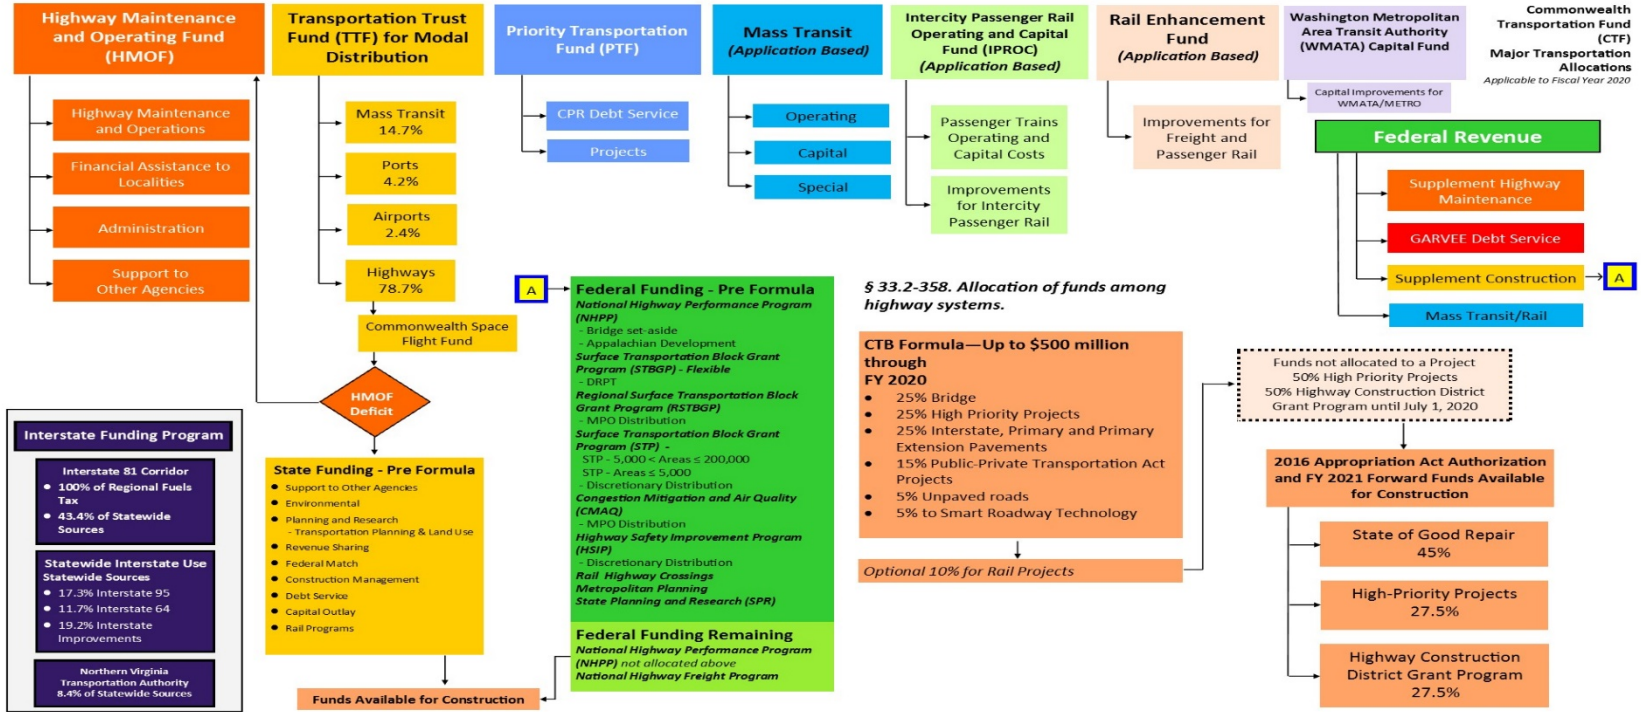 Highway Maintenance
and Operating Fund
(HMOF)
Highway Maintenance
and Operations
Financial Assistance to
Localities
Administration
Support to
Other Agencies
Transportation Trust
Fund (TTF) for Modal
Distribution
Mass Transit
14.7%
Ports
4.2%
Airports
2.4%
Highways
78.7%
Commonwealth Space
Flight Fund
HMOF
Deficit
Priority Transportation
Fund (PTF)
CPR Debt Service
Projects
Mass Transit
(Application Based)
Operating
Capital
Special
Intercity Passenger Rail
Operating and Capital
Fund (IPROC)
(Application Based)
Passenger Trains
Operating and
Capital Costs
Improvements
for Intercity
Passenger Rail
Rail Enhancement
Fund
(Application Based)
Improvements for
Freight and
Passenger Rail
Washington Metropolitan
Area Transit Authority
(WMATA) Capital Fund
Capital Improvements for
WMATA/METRO
Commonwealth
Transportation Fund
(CTF)
Major Transportation
Allocations
Applicable to Fiscal Year 2020
Federal Revenue
Supplement Highway
Maintenance
GARVEE Debt Service
Supplement Construction
A
Mass Transit/Rail
Interstate Funding Program
Interstate 81 Corridor
● 100% of Regional Fuels
Tax
● 43.4% of Statewide
Sources
Statewide Interstate Use
Statewide Sources
● 17.3% Interstate 95
● 11.7% Interstate 64
● 19.2% Interstate
Improvements
Northern Virginia
Transportation Authority
8.4% of Statewide Sources
State Funding - Pre Formula
● Support to Other Agencies
● Environmental
● Planning and Research
- Transportation Planning & Land Use
● Revenue Sharing
● Federal Match
● Construction Management
● Debt Service
● Capital Outlay
● Rail Programs
Funds Available for Construction
A
Federal Funding - Pre Formula
National Highway Performance Program
(NHPP)
- Bridge set-aside
- Appalachian Development
Surface Transportation Block Grant
Program (STBGP) - Flexible
- DRPT
Regional Surface Transportation Block
Grant Program (RSTBGP)
- MPO Distribution
Surface Transportation Block Grant
Program (STP) -
STP - 5,000 < Areas ≤ 200,000
STP - Areas ≤ 5,000
- Discretionary Distribution
Congestion Mitigation and Air Quality
(CMAQ)
- MPO Distribution
Highway Safety Improvement Program
(HSIP)
- Discretionary Distribution
Rail Highway Crossings
Metropolitan Planning
State Planning and Research (SPR)
Federal Funding Remaining
National Highway Performance Program
(NHPP) not allocated above
National Highway Freight Program
§ 33.2-358. Allocation of funds among
highway systems.
CTB Formula—Up to $500 million
through
FY 2020
● 25% Bridge
● 25% High Priority Projects
● 25% Interstate, Primary and Primary
Extension Pavements
● 15% Public-Private Transportation Act
Projects
● 5% Unpaved roads
● 5% to Smart Roadway Technology
Optional 10% for Rail Projects
Funds not allocated to a Project
50% High Priority Projects
50% Highway Construction District
Grant Program until July 1, 2020
2016 Appropriation Act Authorization
and FY 2021 Forward Funds Available
for Construction
State of Good Repair
45%
High-Priority Projects
27.5%
Highway Construction
District Grant Program
27.5%